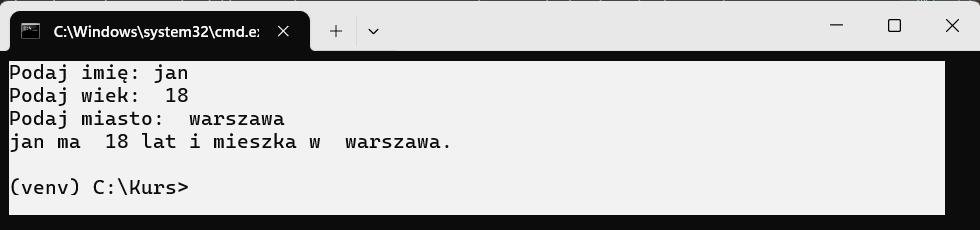 C:\Windows\system32\cmd.e
Podaj imię: jan
Podaj wiek:  18
Podaj miasto:  warszawa
jan ma  18 lat i mieszka w  warszawa.
(venv) C:\Kurs>